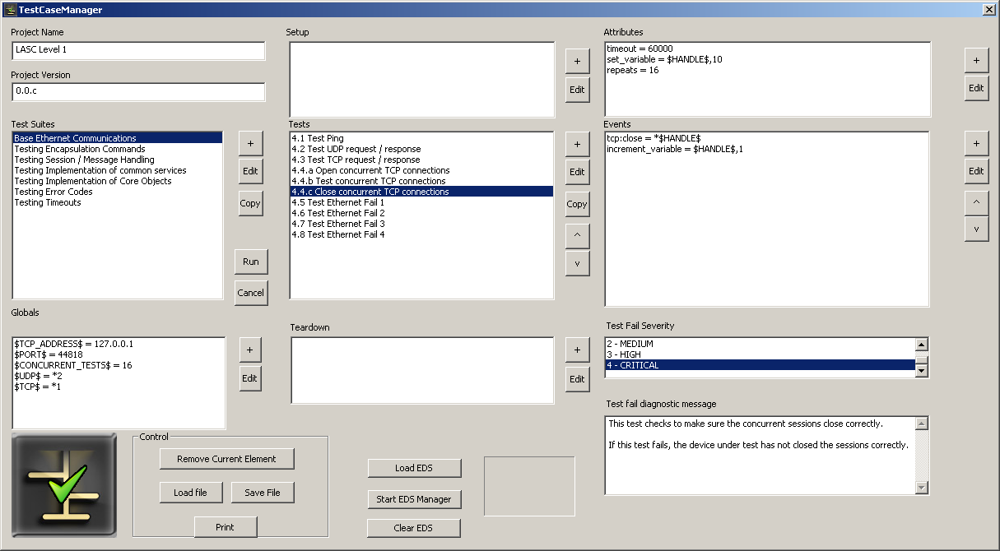 TestCaseManager
Project Name
LASC Level 1
Project Version
0.0.c
Test Suites
Base Ethernet Communications
Testing Encapsulation Commands
Testing Session / Message Handling
Testing Implementation of common services
Testing Implementation of Core Objects
Testing Error Codes
Testing Timeouts
+
Edit
Copy
Run
Cancel
Globals
$TCP_ADDRESS$ = 127.0.0.1
$PORT$ = 44818
$CONCURRENT_TESTS$ = 16
$UDP$ = *2
$TCP$ = *1
+
Edit
Control
Remove Current Element
Load file
Save File
Print
Setup
+
Edit
Tests
4.1 Test Ping
4.2 Test UDP request / response
4.3 Test TCP request / response
4.4.a Open concurrent TCP connections
4.4.b Test concurrent TCP connections
4.4.c Close concurrent TCP connections
4.5 Test Ethernet Fail 1
4.6 Test Ethernet Fail 2
4.7 Test Ethernet Fail 3
4.8 Test Ethernet Fail 4
+
Edit
Copy
^
v
Teardown
+
Edit
Load EDS
Start EDS Manager
Clear EDS
Attributes
timeout = 60000
set_variable = $HANDLE$,10
repeats = 16
+
Edit
Events
tcp:close = *$HANDLE$
increment_variable = $HANDLE$,1
+
Edit
^
v
Test Fail Severity
2 - MEDIUM
3 - HIGH
4 - CRITICAL
Test fail diagnostic message
This test checks to make sure the concurrent sessions close correctly.
If this test fails, the device under test has not closed the sessions correctly.